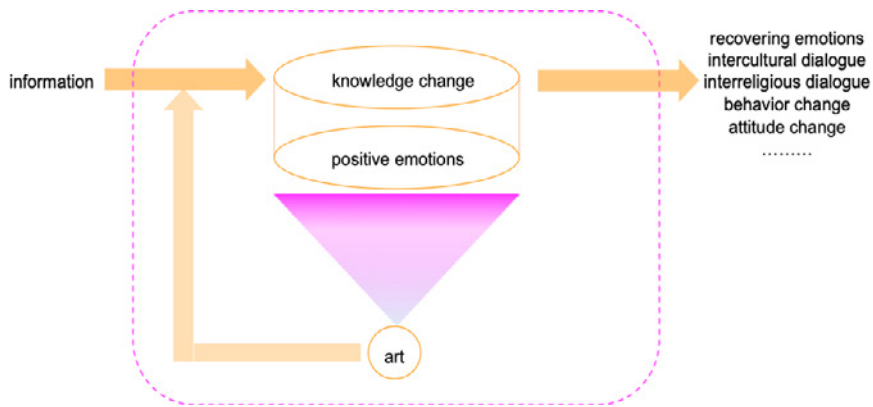 information
knowledge change
positive emotions
art
recovering emotions
intercultural dialogue
interreligious dialogue
behavior change
attitude change
.........